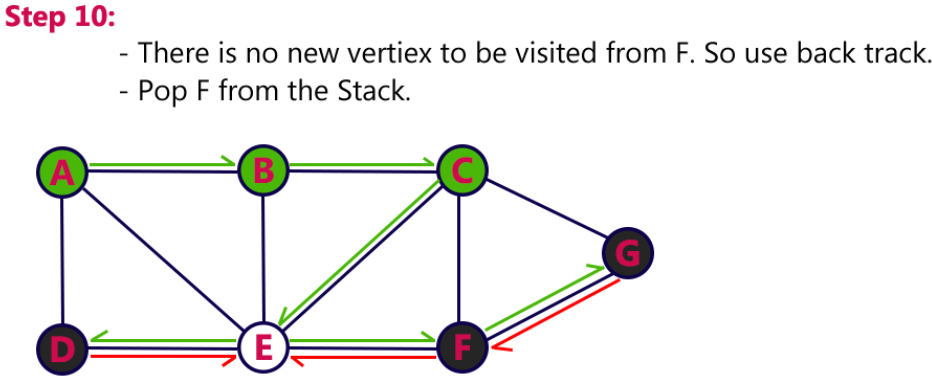 Step 10:
- There is no new vertiex to be visited from F. So use back track.
- Pop F from the Stack.
A B C
G
D E F